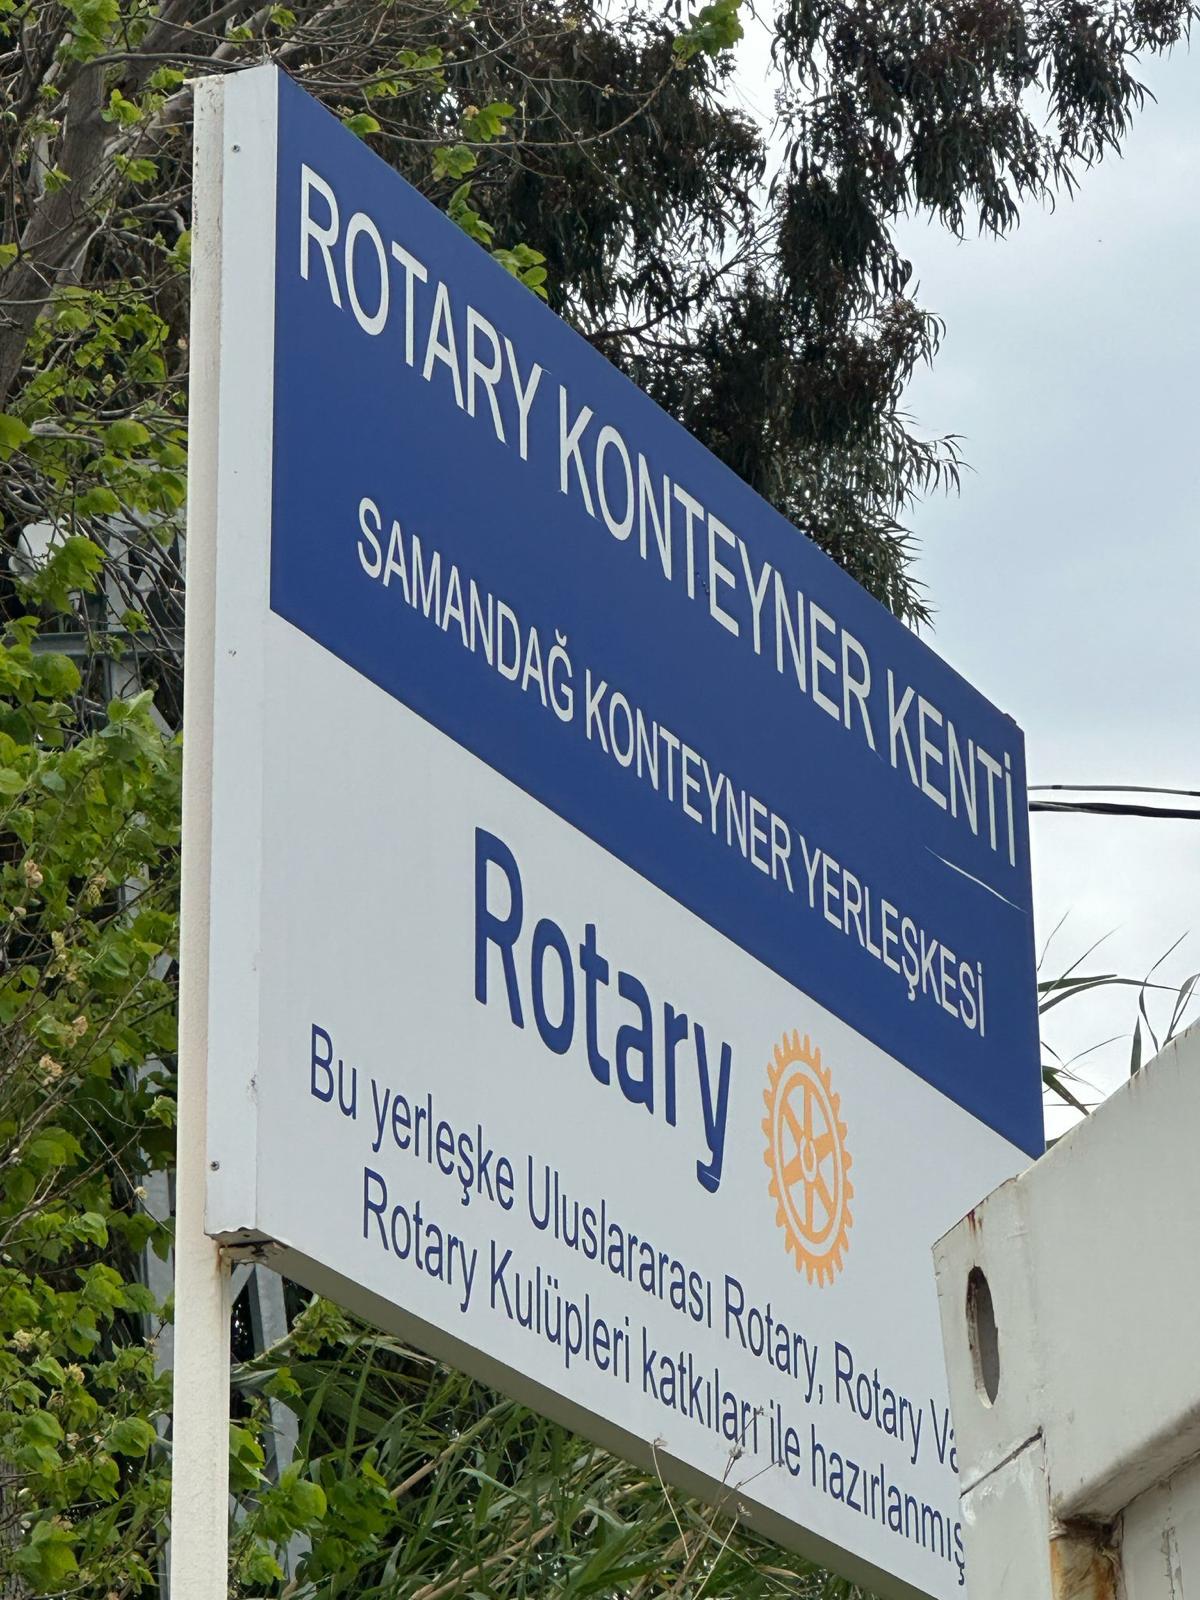 ROTARY KONTEYNER KENTİ
SAMANDAĞ KONTEYNER YERLEŞKESİ
Rotary
Bu yerleşke Uluslararası Rotary, Rotary
Rotary Kulüpleri katkıları ile hazırlanmış